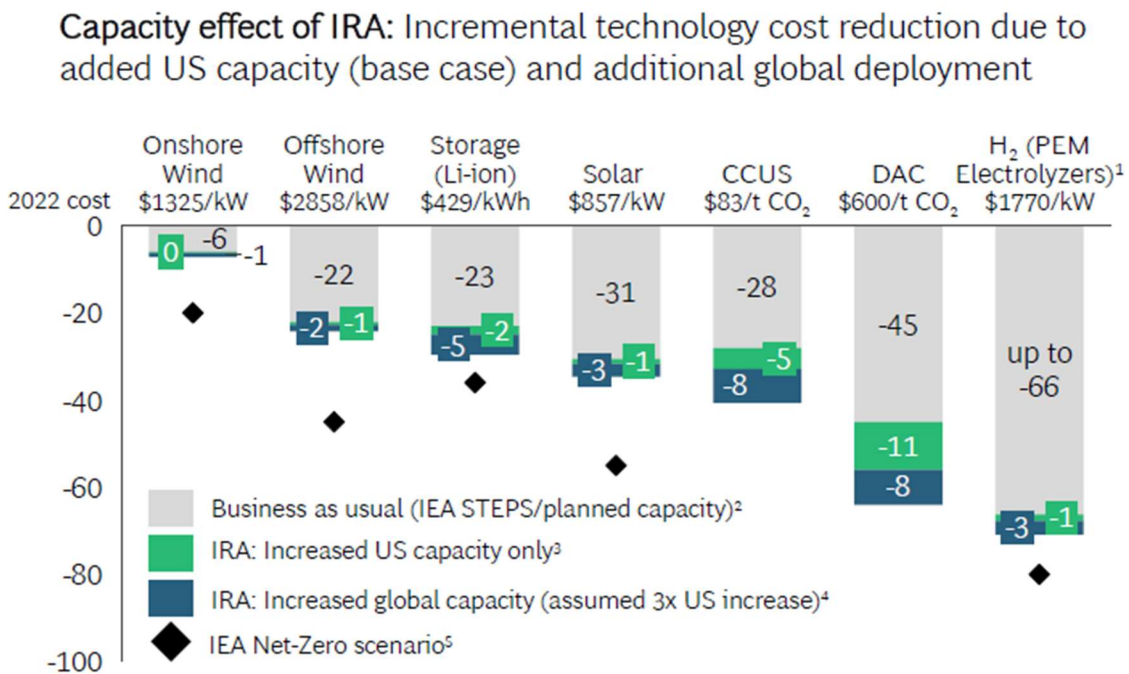 Capacity effect of IRA: Incremental technology cost reduction due to
added US capacity (base case) and additional global deployment
Onshore Wind $1325/kW
Offshore Wind $2858/kW
Storage (Li-ion) $429/kWh
Solar $857/kW
CCUS $83/t CO₂
DAC $600/t CO₂
H₂ (PEM Electrolyzers)¹ $1770/kW
2022 cost
0
-20
-40
-60
-80
-100
-6
0
-1
-22
-2
-1
-23
-5
-2
-31
-3
-1
-28
-5
-8
-45
-11
-8
up to
-66
-3
-1
Business as usual (IEA STEPS/planned capacity)²
IRA: Increased US capacity only³
IRA: Increased global capacity (assumed 3x US increase)⁴
IEA Net-Zero scenario⁵